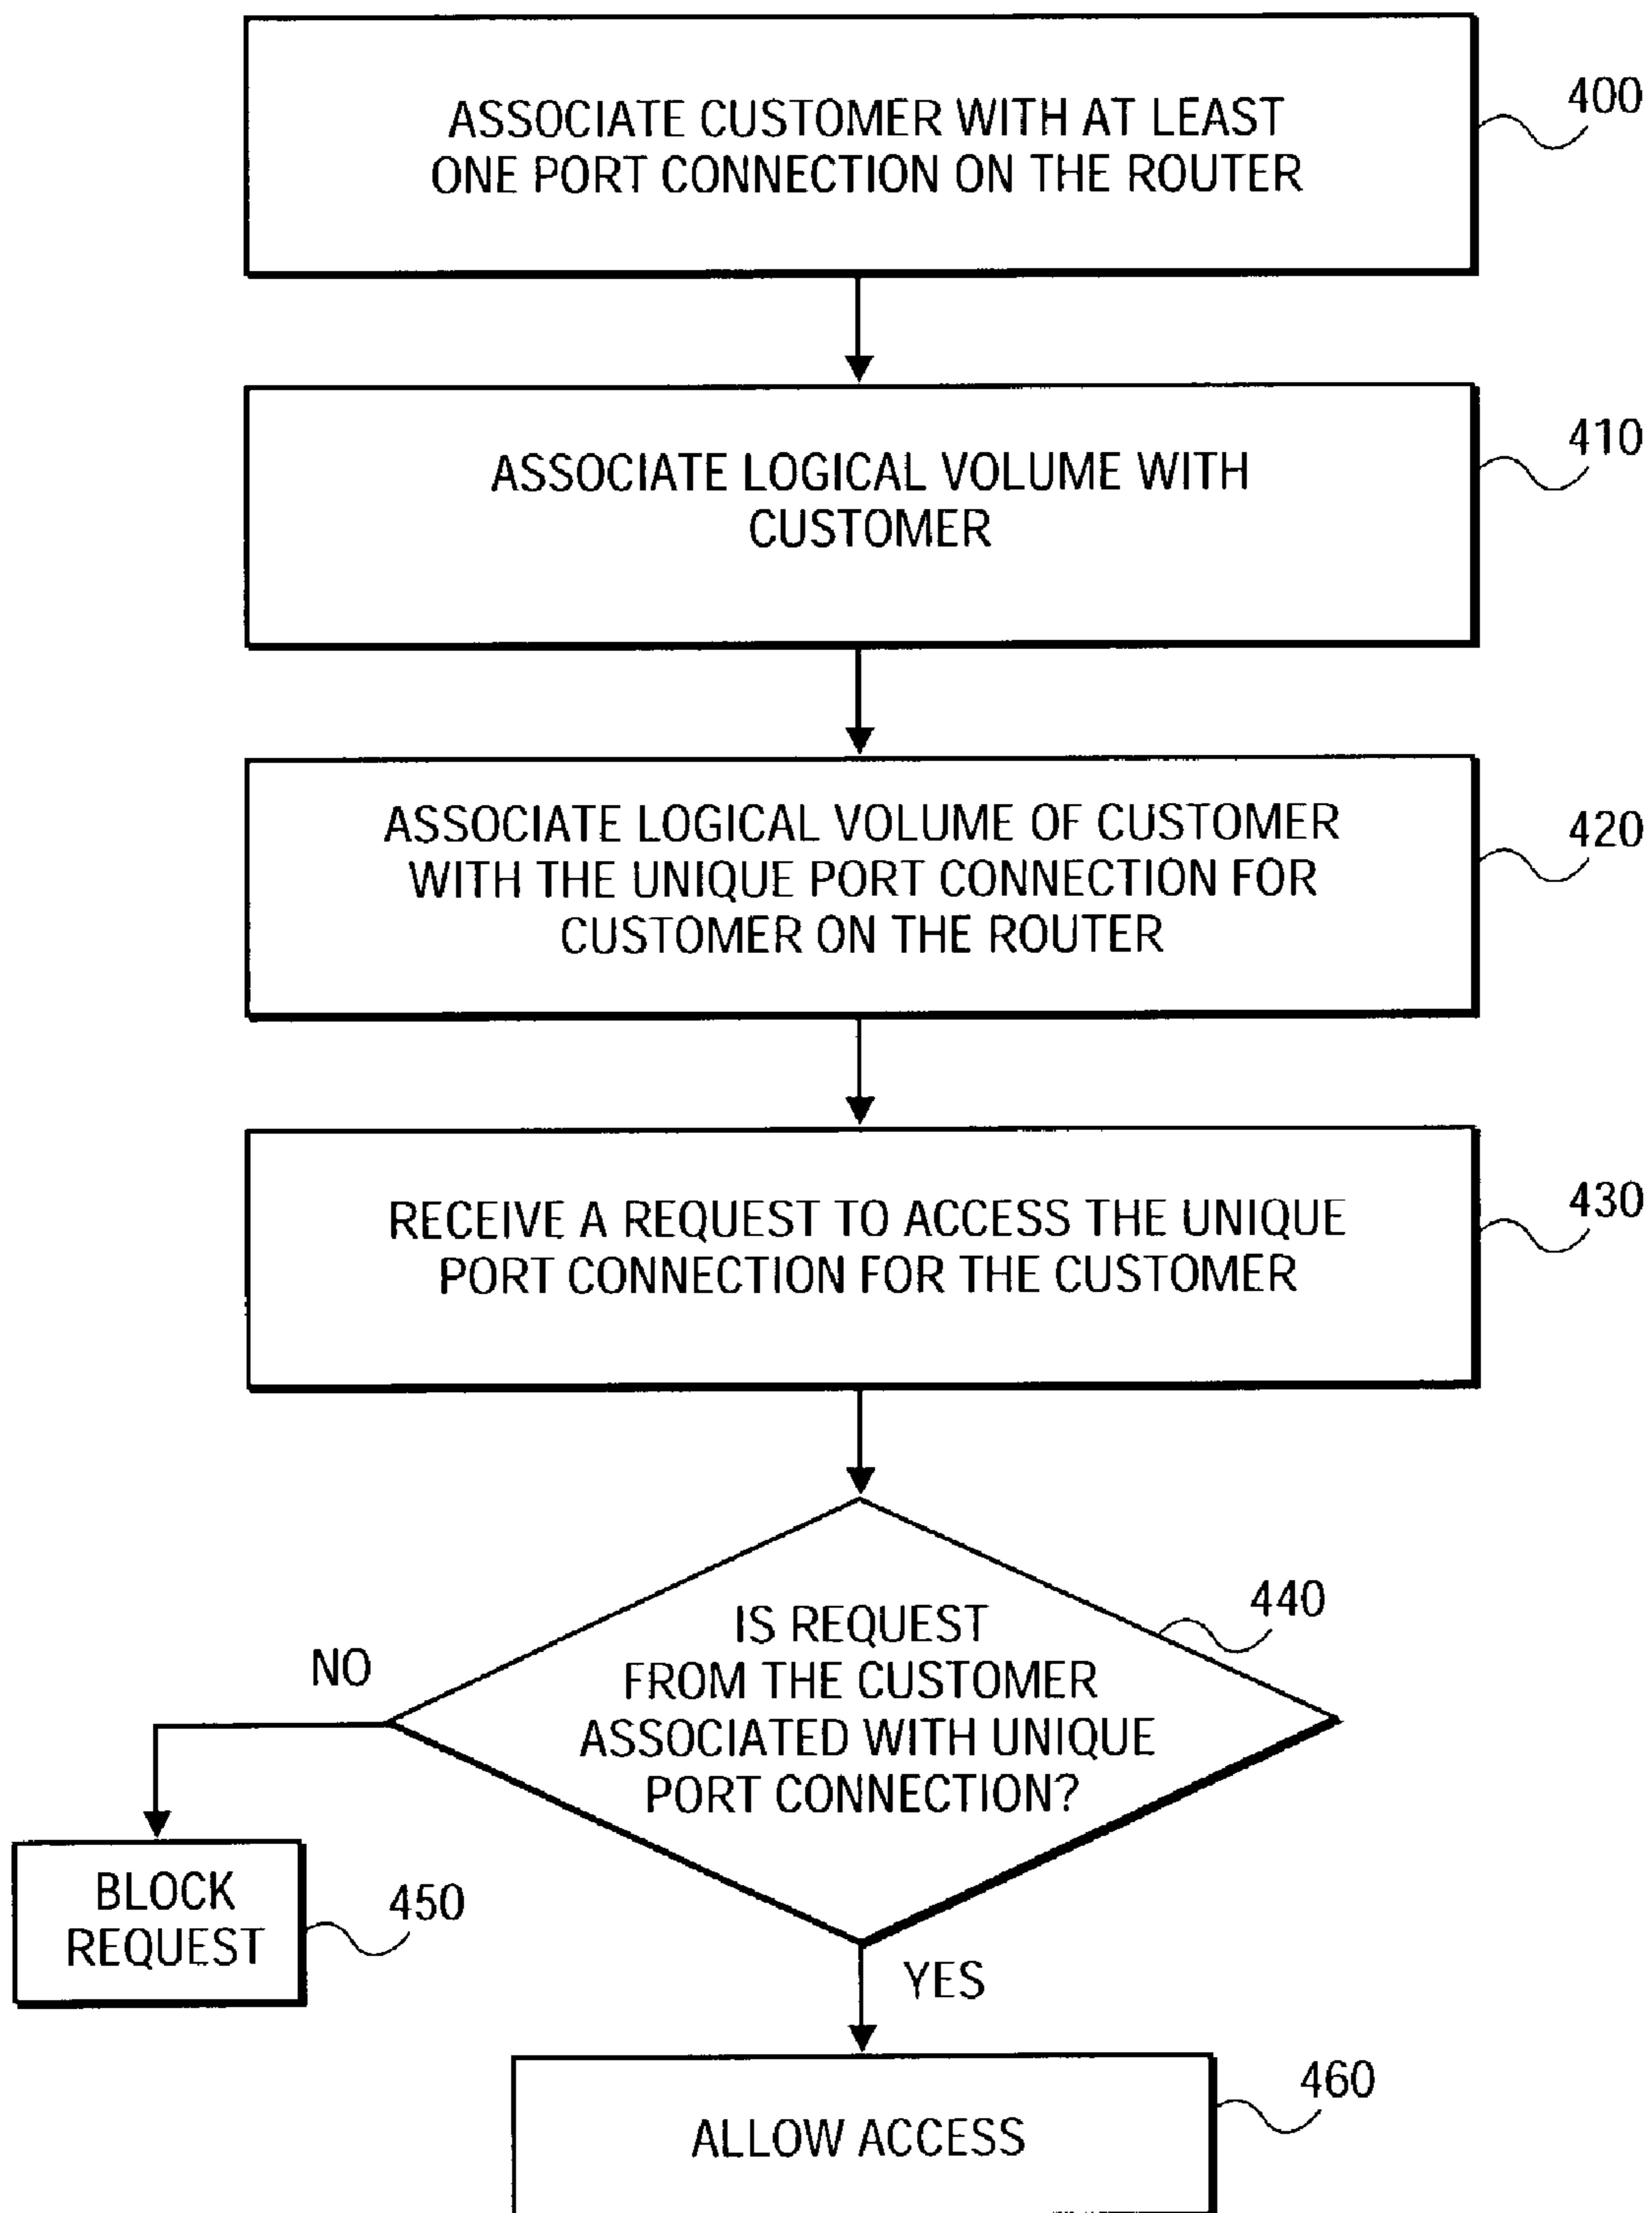 ASSOCIATE CUSTOMER WITH AT LEAST
ONE PORT CONNECTION ON THE ROUTER
400
ASSOCIATE LOGICAL VOLUME WITH
CUSTOMER
410
ASSOCIATE LOGICAL VOLUME OF CUSTOMER
WITH THE UNIQUE PORT CONNECTION FOR
CUSTOMER ON THE ROUTER
420
RECEIVE A REQUEST TO ACCESS THE UNIQUE
PORT CONNECTION FOR THE CUSTOMER
430
IS REQUEST
FROM THE CUSTOMER
ASSOCIATED WITH UNIQUE
PORT CONNECTION?
440
NO
BLOCK
REQUEST
450
YES
ALLOW ACCESS
460